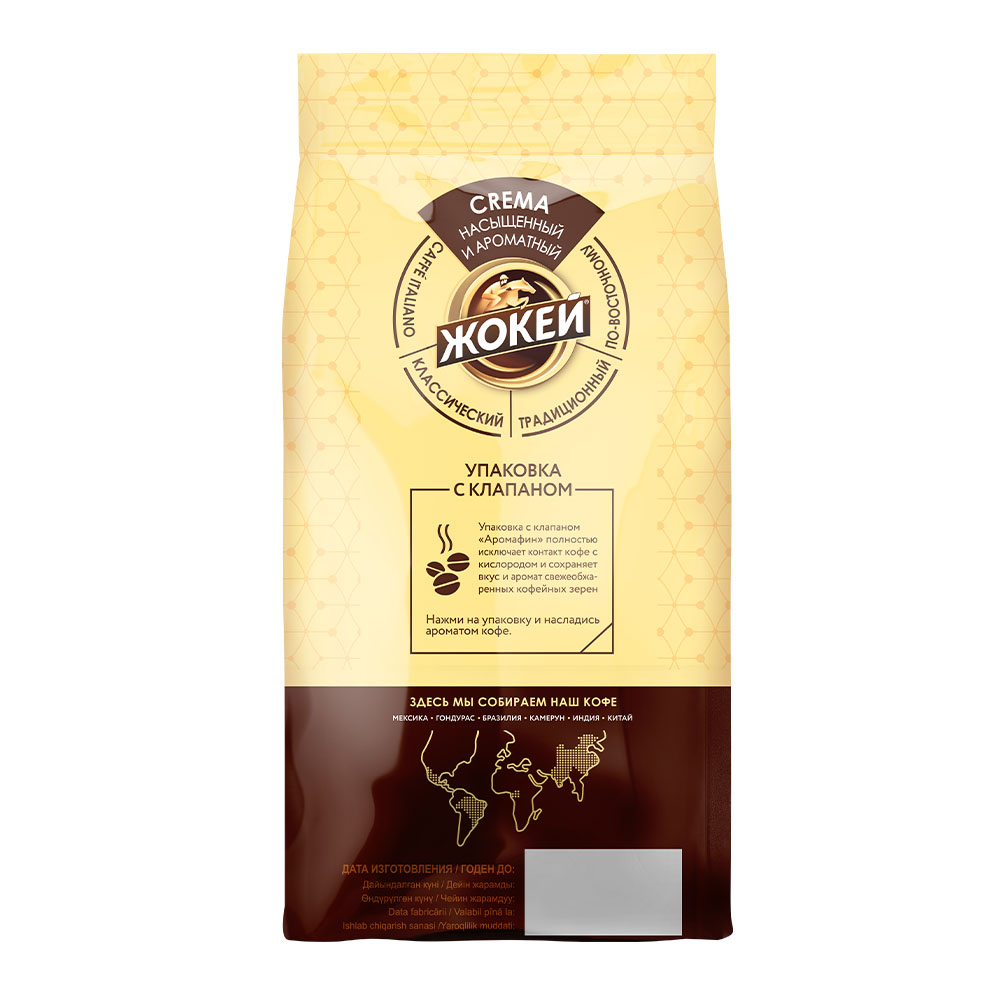 CREMA
НАСЫЩЕННЫЙ
И АРОМАТНЫЙ
CAFFÉ ITALIANO
ПО-ВОСТОЧНОМУ
ЖОКЕЙ®
КЛАССИЧЕСКИЙ
ТРАДИЦИОННЫЙ
УПАКОВКА
С КЛАПАНОМ
Упаковка с клапаном
«Аромафин» полностью
исключает контакт кофе с
кислородом и сохраняет
вкус и аромат свежеобжа-
ренных кофейных зерен
Нажми на упаковку и насладись
ароматом кофе.
ЗДЕСЬ МЫ СОБИРАЕМ НАШ КОФЕ
МЕКСИКА • ГОНДУРАС • БРАЗИЛИЯ • КАМЕРУН • ИНДИЯ • КИТАЙ
ДАТА ИЗГОТОВЛЕНИЯ / ГОДЕН ДО:
Дайындалған күні / Дейін жарамды:
Өндүрүлгөн күнү / Чейин жарамдуу:
Data fabricării / Valabil pînă la:
Ishlab chiqarish sanasi /Yaroqlilik muddati: